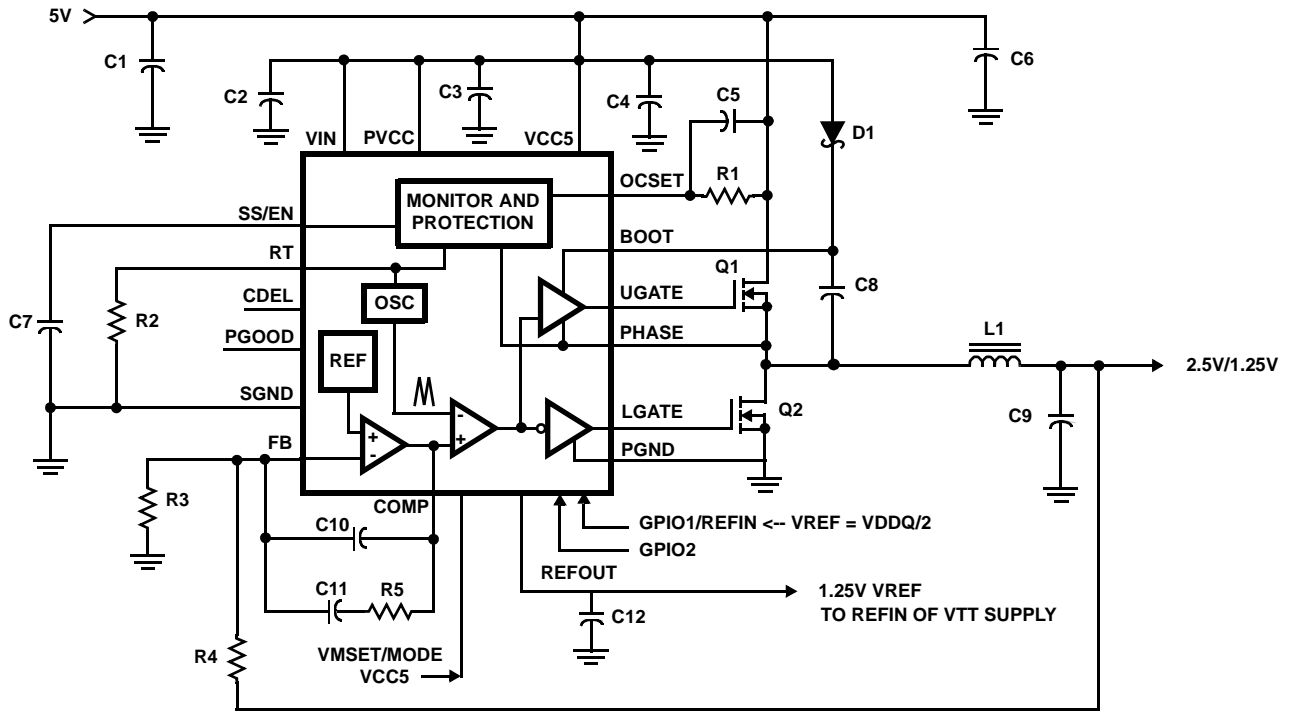 5V
C1
C6
C2
C3
C4
C5
D1
VIN
PVCC
VCC5
OCSET
R1
MONITOR AND
PROTECTION
SS/EN
BOOT
RT
Q1
CDEL
OSC
UGATE
C8
C7
R2
PGOOD
PHASE
L1
REF
2.5V/1.25V
SGND
LGATE
Q2
C9
FB
+
-
-
+
PGND
R3
COMP
C10
GPIO1/REFIN <-- VREF = VDDQ/2
GPIO2
REFOUT
C11
R5
1.25V VREF
TO REFIN OF VTT SUPPLY
C12
R4
VMSET/MODE
VCC5